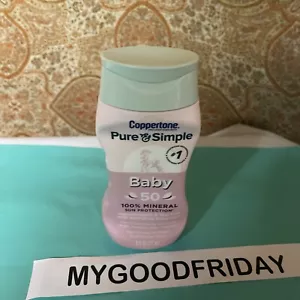 Coppertone
Pure & Simple
#1
Baby
50
100% MINERAL
SUN PROTECTION
MYGOODFRIDAY